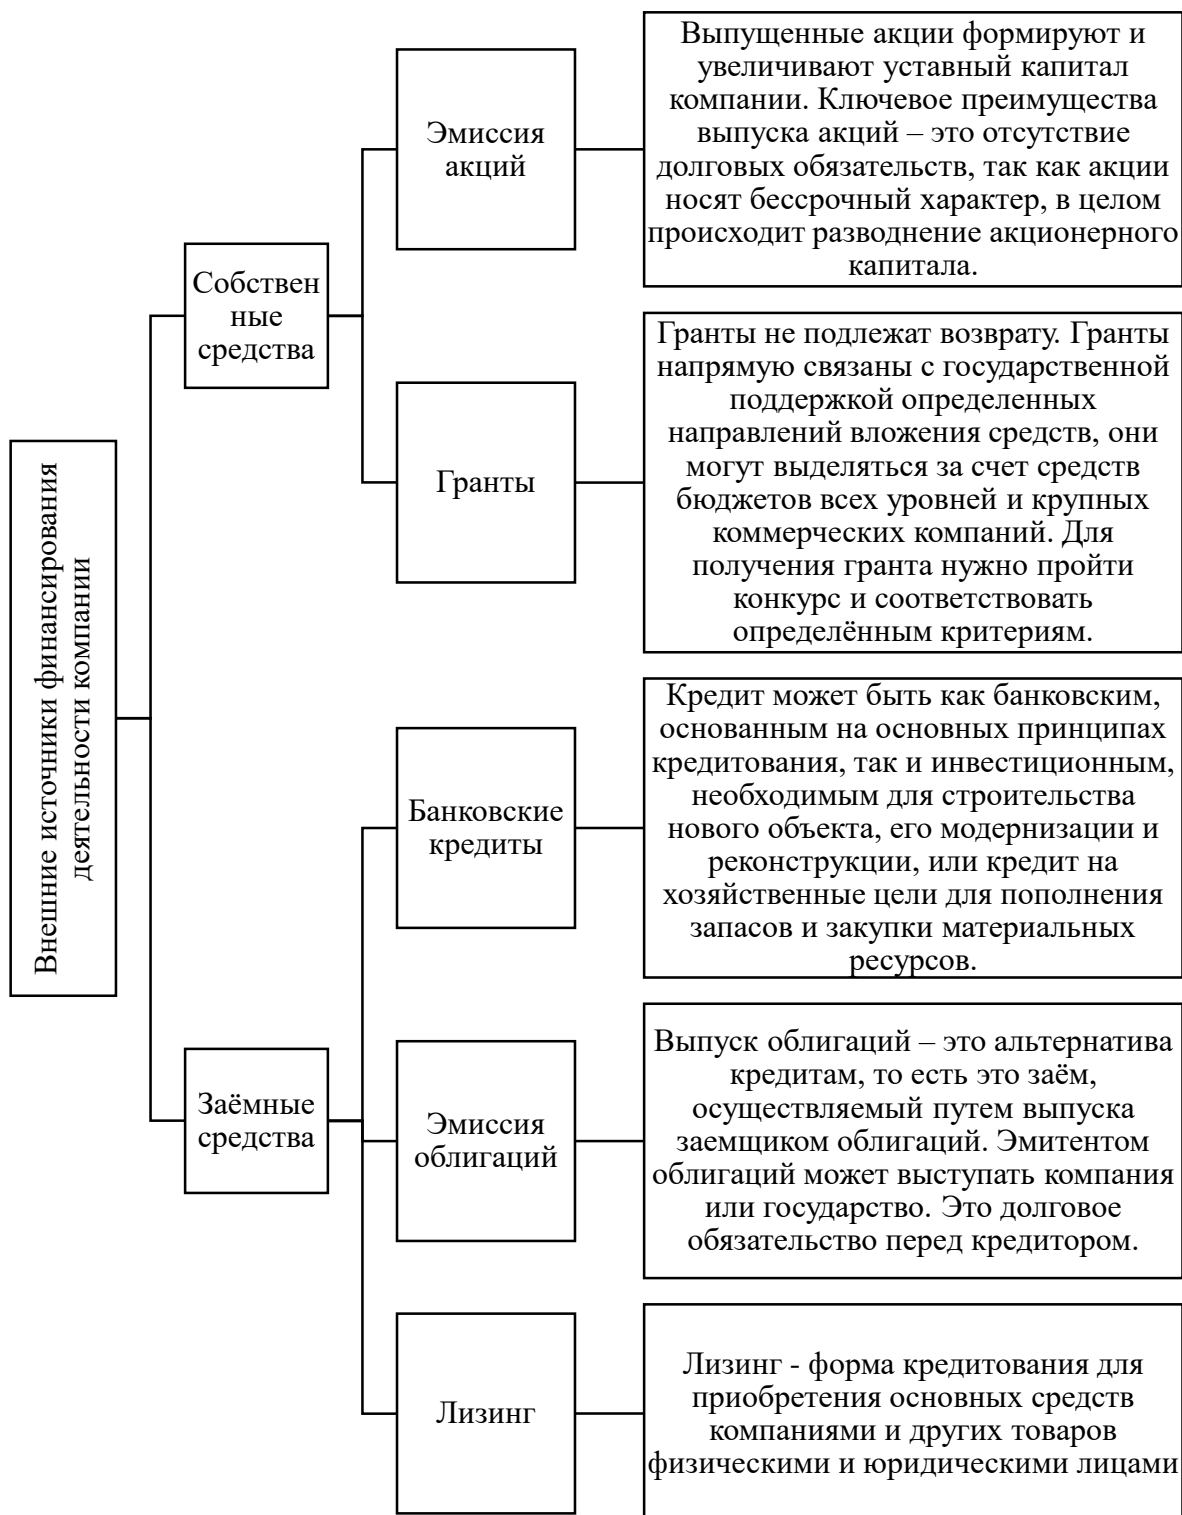 Внешние источники финансирования
деятельности компании
Собствен
ные
средства
Эмиссия
акций
Выпущенные акции формируют и
увеличивают уставный капитал
компании. Ключевое преимущества
выпуска акций – это отсутствие
долговых обязательств, так как акции
носят бессрочный характер, в целом
происходит разводнение акционерного
капитала.
Гранты
Гранты не подлежат возврату. Гранты
напрямую связаны с государственной
поддержкой определенных
направлений вложения средств, они
могут выделяться за счет средств
бюджетов всех уровней и крупных
коммерческих компаний. Для
получения гранта нужно пройти
конкурс и соответствовать
определённым критериям.
Заёмные
средства
Банковские
кредиты
Кредит может быть как банковским,
основанным на основных принципах
кредитования, так и инвестиционным,
необходимым для строительства
нового объекта, его модернизации и
реконструкции, или кредит на
хозяйственные цели для пополнения
запасов и закупки материальных
ресурсов.
Эмиссия
облигаций
Выпуск облигаций – это альтернатива
кредитам, то есть это заём,
осуществляемый путем выпуска
заемщиком облигаций. Эмитентом
облигаций может выступать компания
или государство. Это долговое
обязательство перед кредитором.
Лизинг
Лизинг - форма кредитования для
приобретения основных средств
компаниями и других товаров
физическими и юридическими лицами